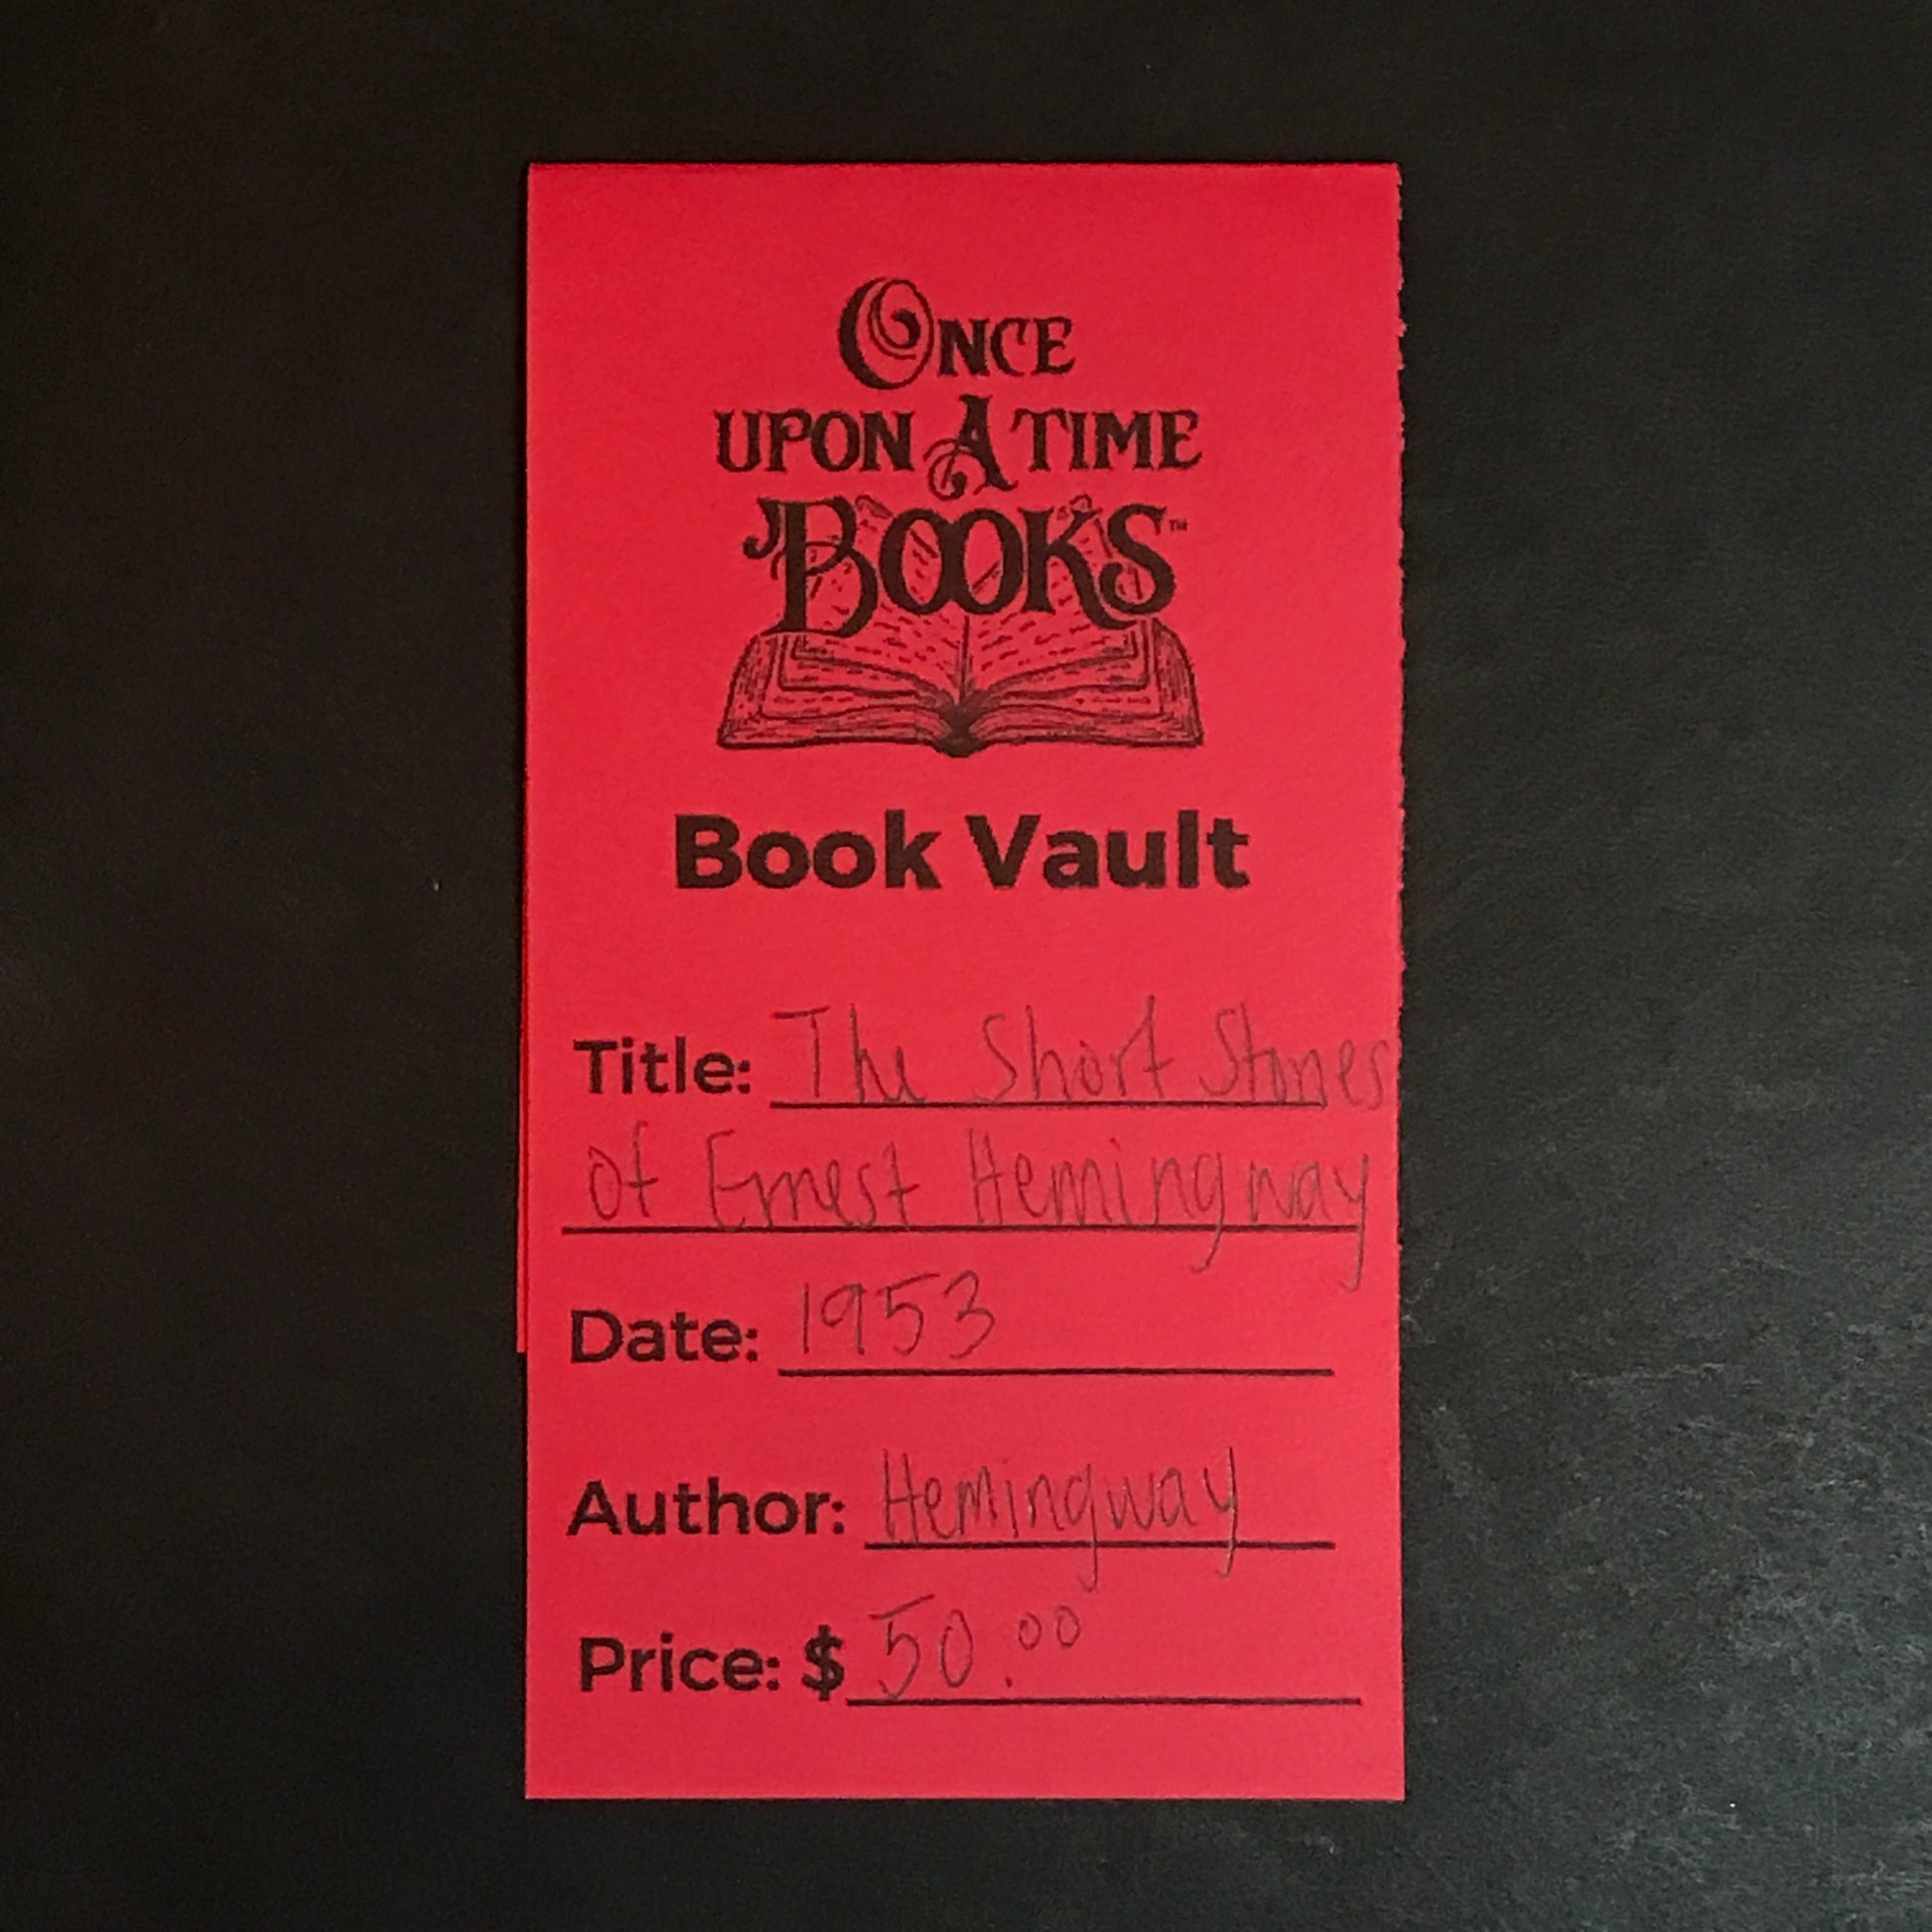 ONCE
UPON A TIME
BOOKS™
Book Vault
Title: The Short Stories
of Ernest Hemingway
Date: 1953
Author: Hemingway
Price: $ 50.00